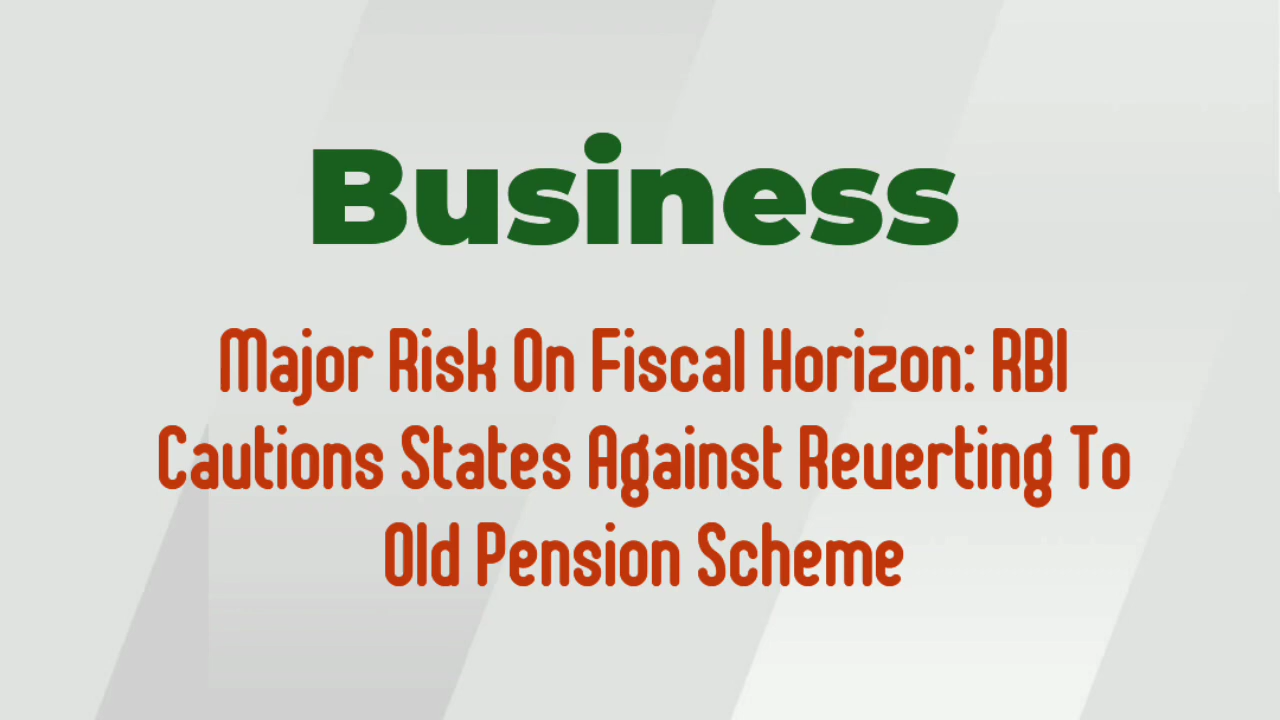 Business
Major Risk On Fiscal Horizon: RBI
Cautions States Against Reverting To
Old Pension Scheme